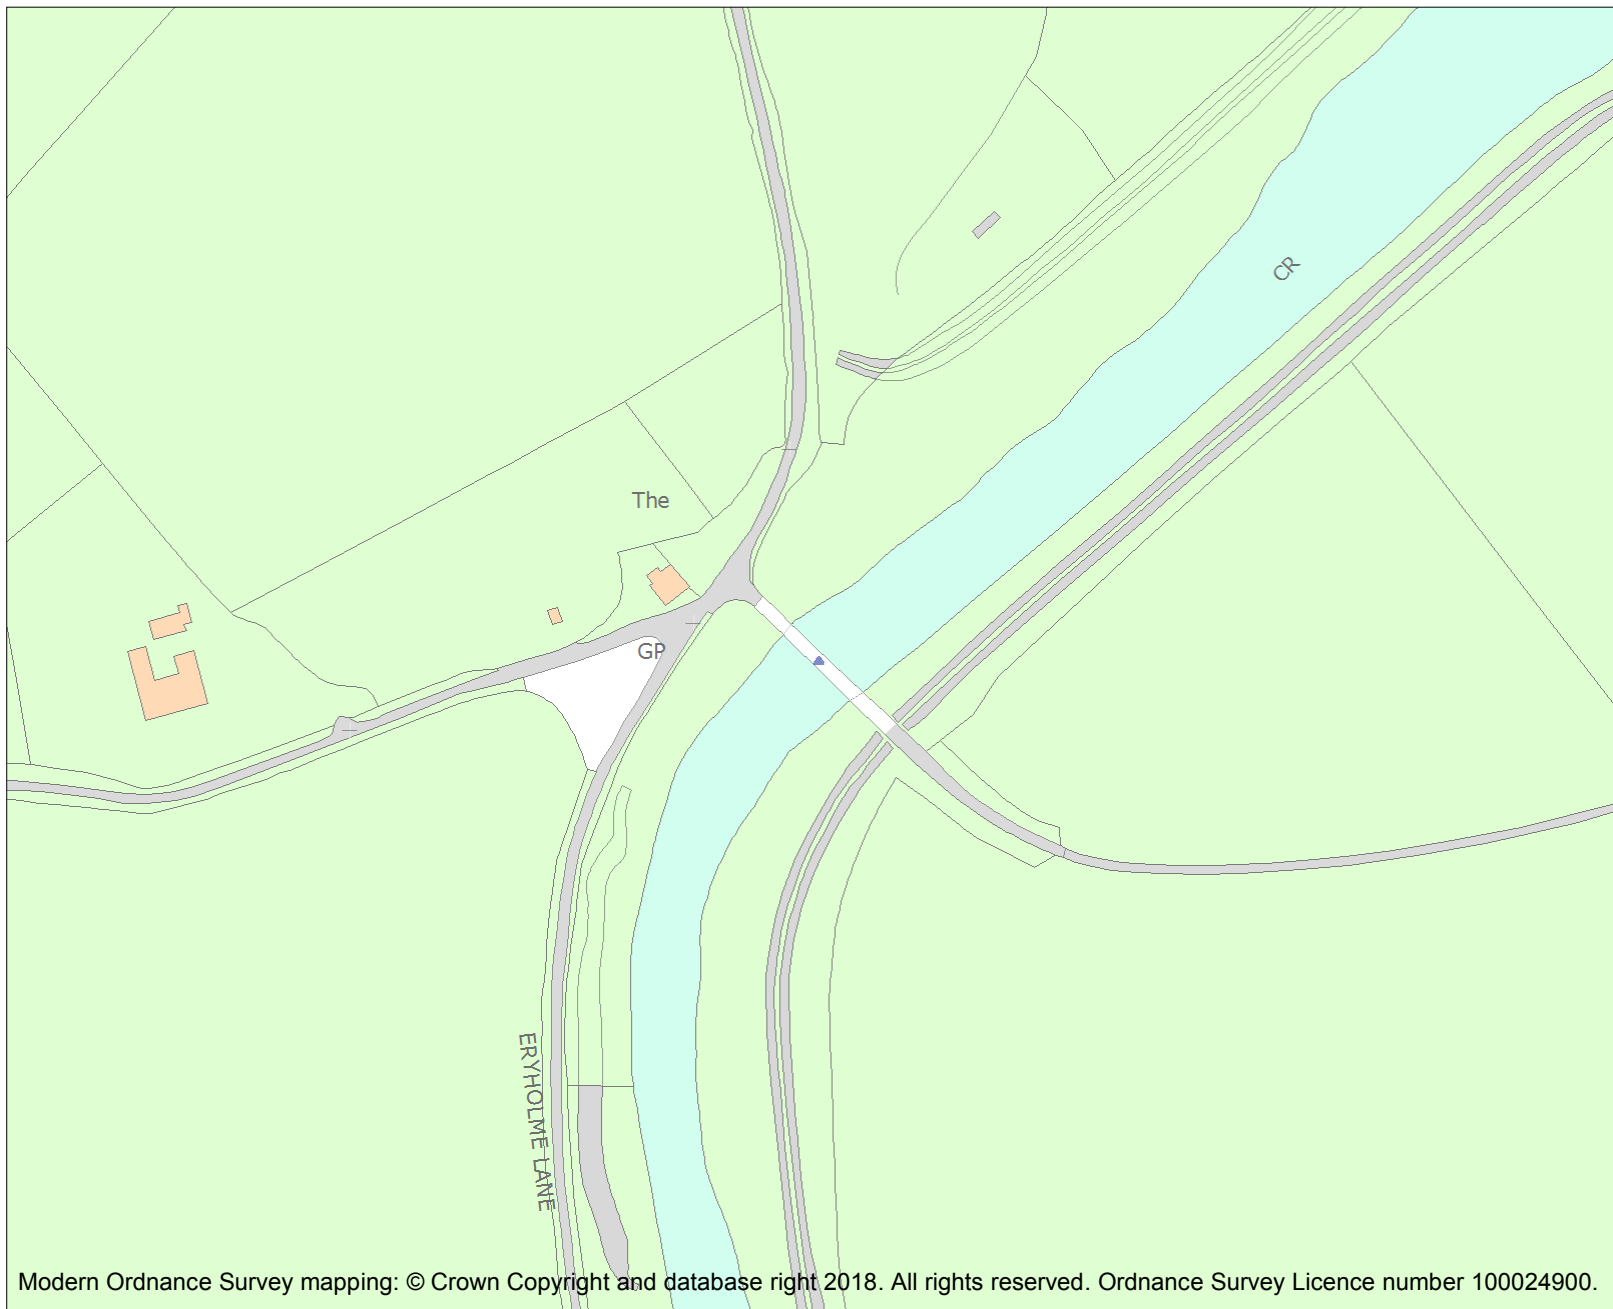 CR
The
GP
ERYHOLME LANE
Modern Ordnance Survey mapping: © Crown Copyright and database right 2018. All rights reserved. Ordnance Survey Licence number 100024900.